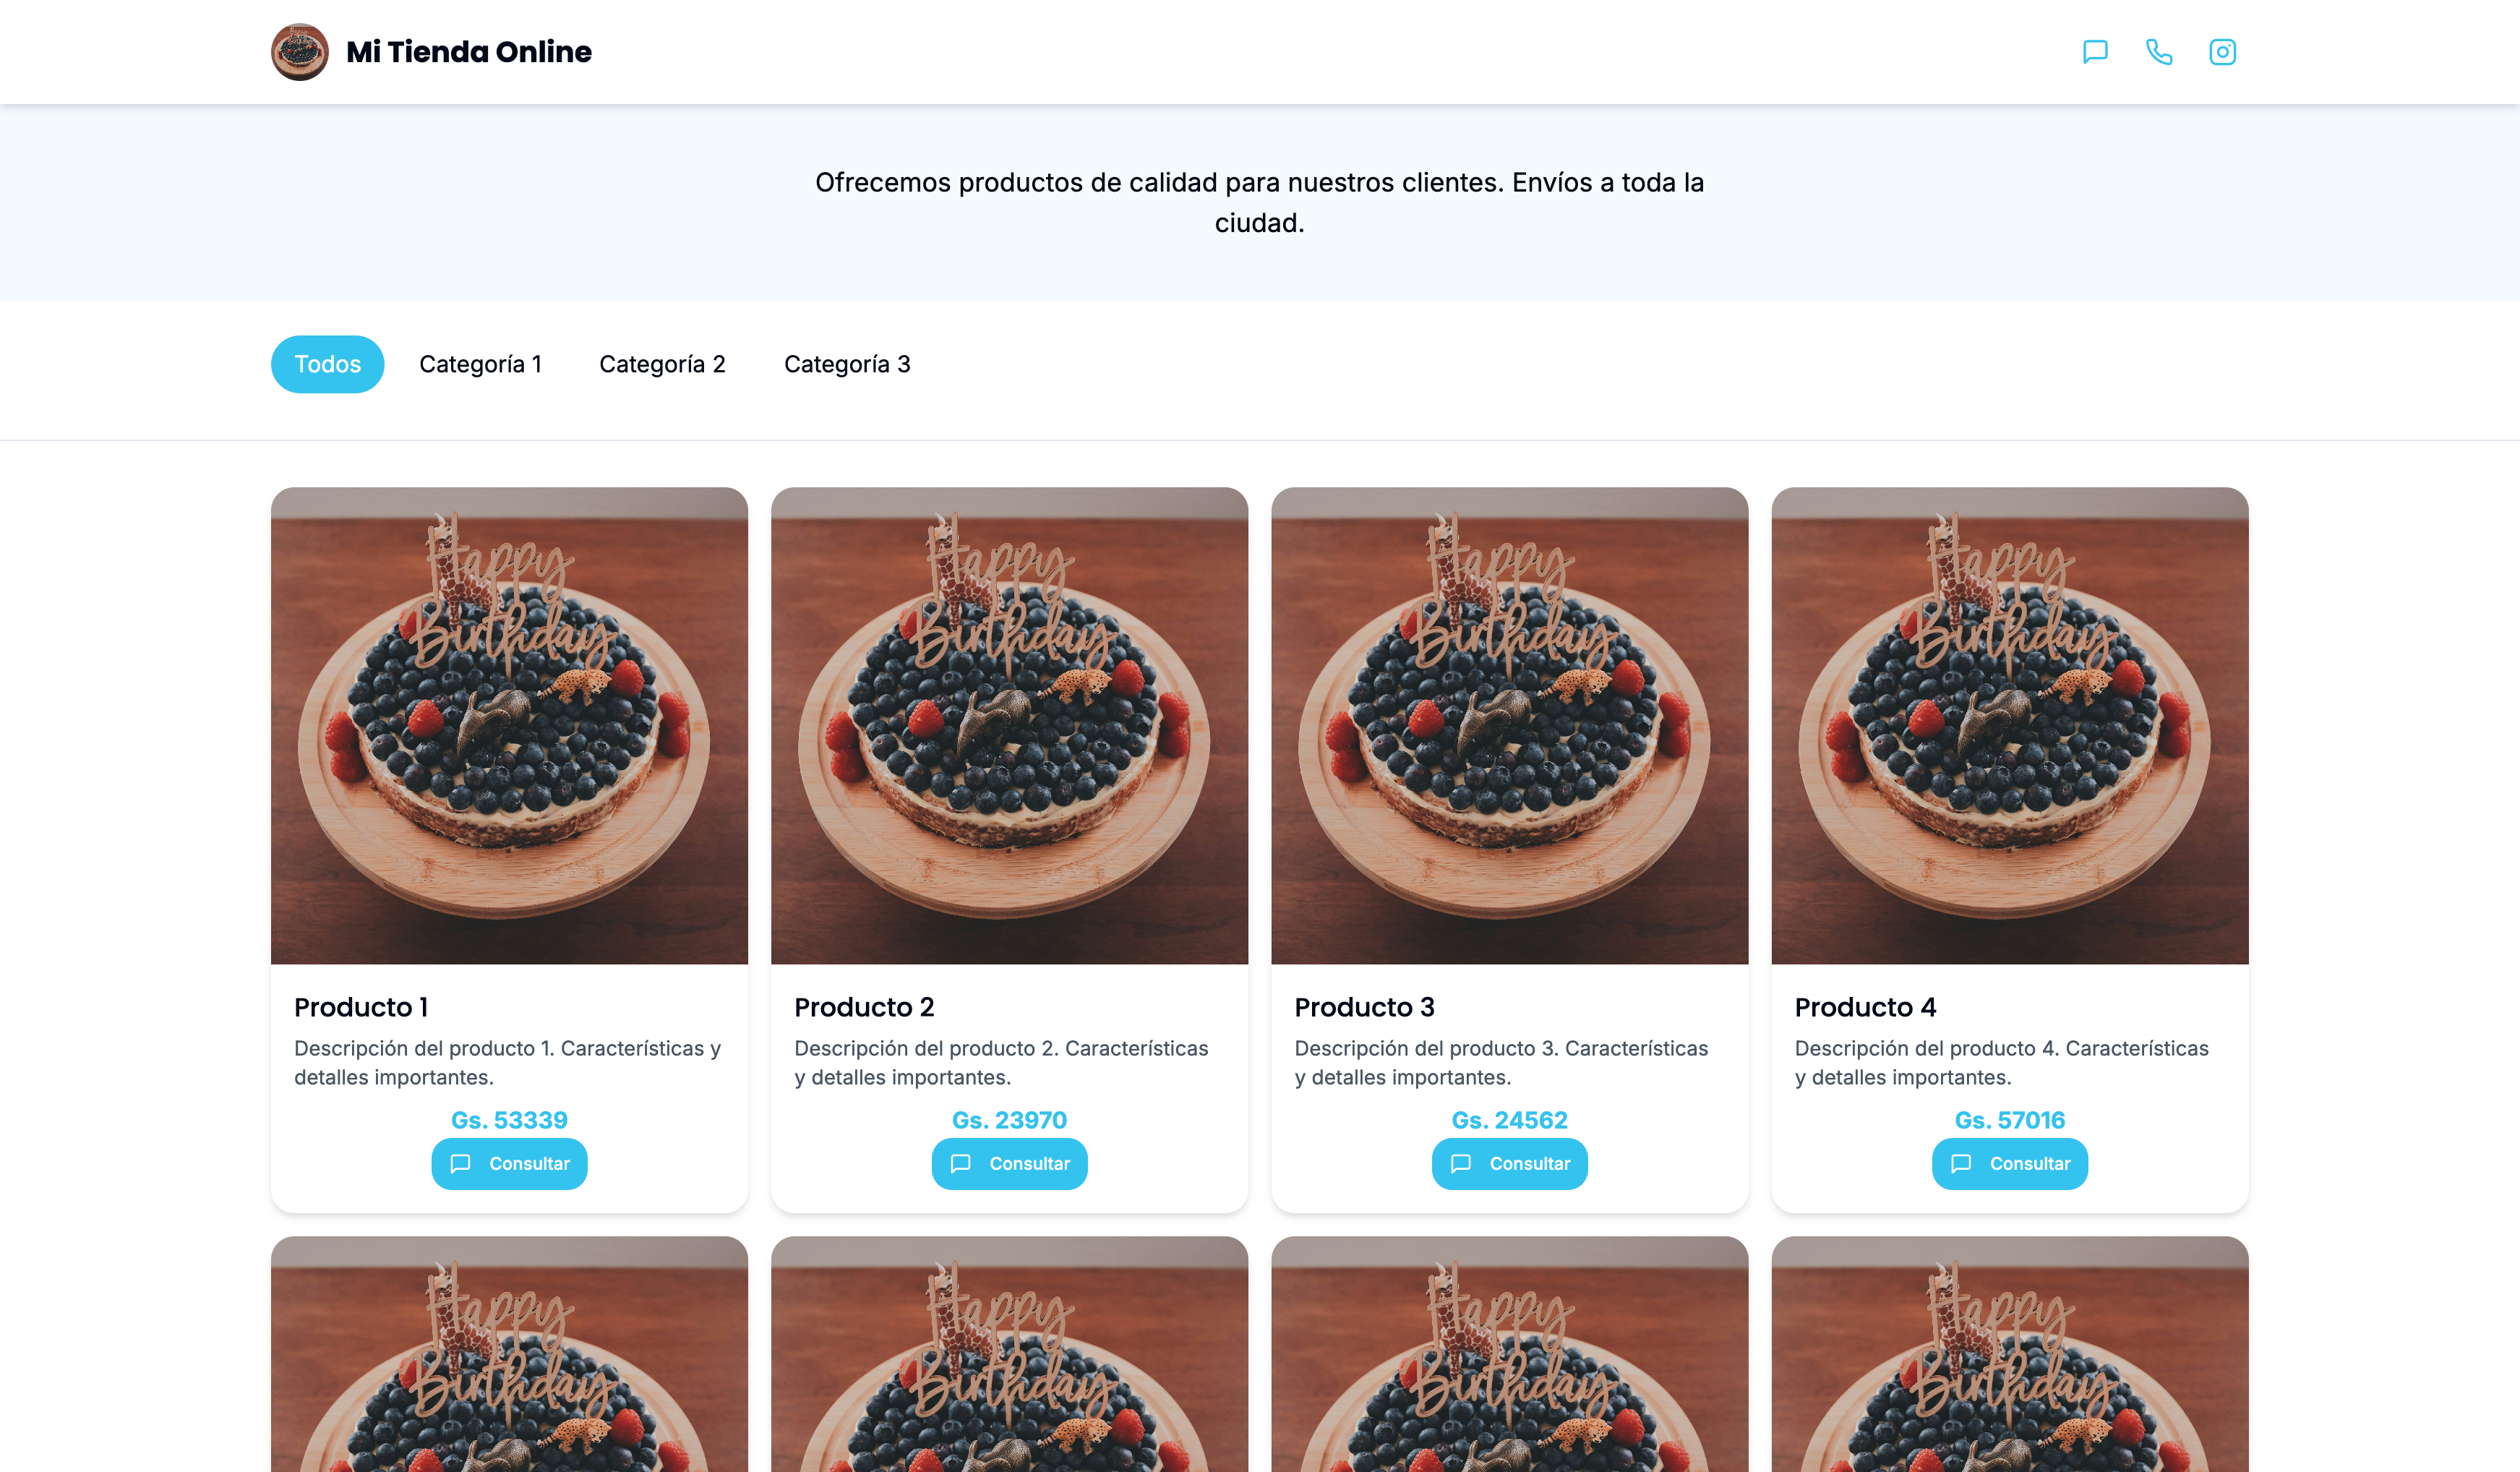 Mi Tienda Online
Ofrecemos productos de calidad para nuestros clientes. Envíos a toda la
ciudad.
Todos
Categoría 1
Categoría 2
Categoría 3
Happy
Birthday
Happy
Birthday
Happy
Birthday
Happy
Birthday
Producto 1
Descripción del producto 1. Características y
detalles importantes.
Gs. 53339
Consultar
Producto 2
Descripción del producto 2. Características
y detalles importantes.
Gs. 23970
Consultar
Producto 3
Descripción del producto 3. Características
y detalles importantes.
Gs. 24562
Consultar
Producto 4
Descripción del producto 4. Características
y detalles importantes.
Gs. 57016
Consultar
Happy
Birthday
Happy
Birthday
Happy
Birthday
Happy
Birthday